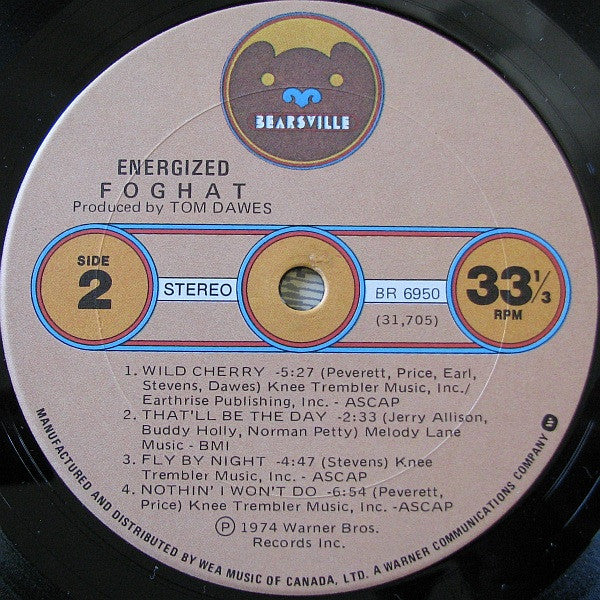 BEARSVILLE
ENERGIZED
FOGHAT
Produced by TOM DAWES
SIDE
2
STEREO
BR 6950
(31,705)
33 1/3
RPM
1. WILD CHERRY -5:27 (Peverett, Price, Earl,
Stevens, Dawes) Knee Trembler Music, Inc./
Earthrise Publishing, Inc. - ASCAP
2. THAT'LL BE THE DAY -2:33 (Jerry Allison,
Buddy Holly, Norman Petty) Melody Lane
Music - BMI
3. FLY BY NIGHT -4:47 (Stevens) Knee
Trembler Music, Inc. - ASCAP
4. NOTHIN' I WON'T DO -6:54 (Peverett,
Price) Knee Trembler Music, Inc. -ASCAP
Ⓟ 1974 Warner Bros.
Records Inc.
MANUFACTURED AND DISTRIBUTED BY WEA MUSIC OF CANADA, LTD. A WARNER COMMUNICATIONS COMPANY